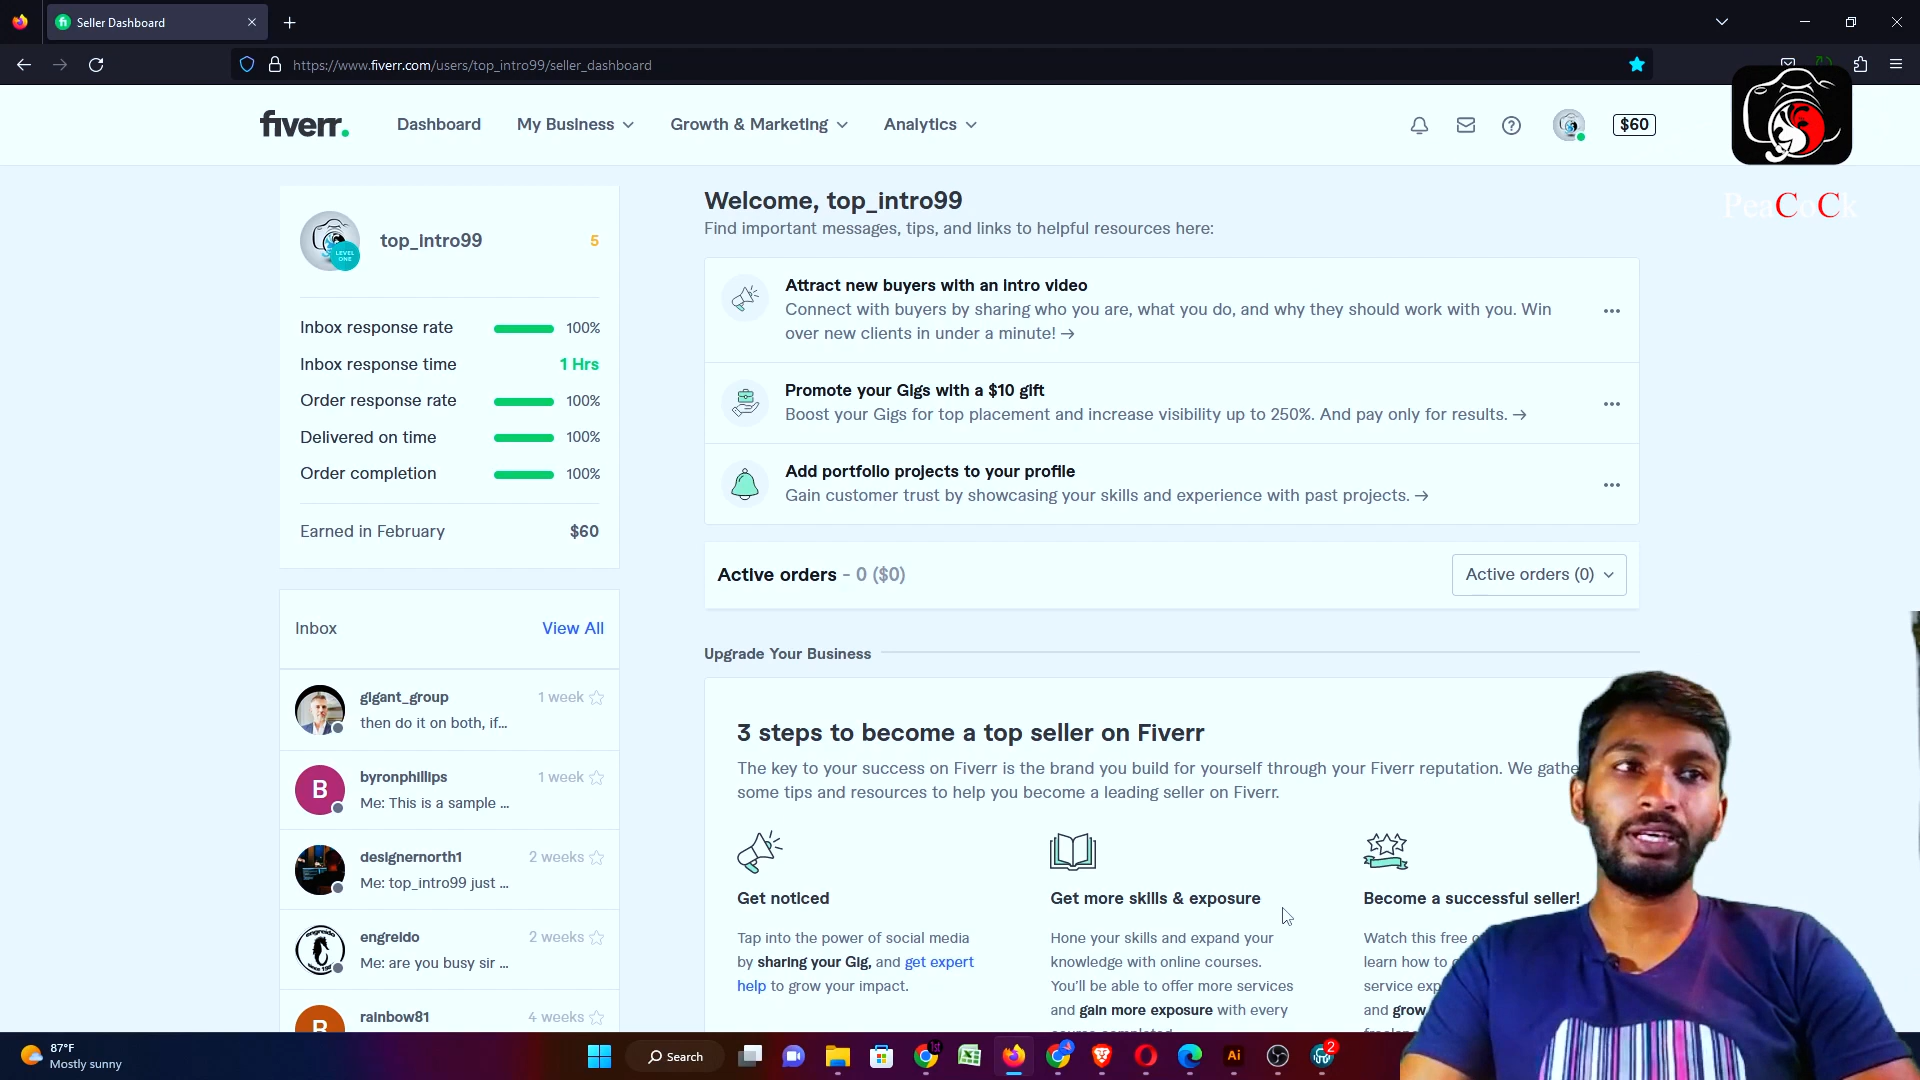 Seller Dashboard
https://www.fiverr.com/users/top_intro99/seller_dashboard
fiverr.
Dashboard
My Business
Growth & Marketing
Analytics
$60
PeaCoCk
LEVEL
ONE
top_intro99
5
Inbox response rate 100%
Inbox response time 1 Hrs
Order response rate 100%
Delivered on time 100%
Order completion 100%
Earned in February $60
Inbox View All
gigant_group 1 week
then do it on both, if...
B
byronphillips 1 week
Me: This is a sample ...
designernorth1 2 weeks
Me: top_intro99 just ...
engreido
engreido 2 weeks
Me: are you busy sir ...
rainbow81 4 weeks
Welcome, top_intro99
Find important messages, tips, and links to helpful resources here:
Attract new buyers with an intro video
Connect with buyers by sharing who you are, what you do, and why they should work with you. Win
over new clients in under a minute! →
Promote your Gigs with a $10 gift
Boost your Gigs for top placement and increase visibility up to 250%. And pay only for results. →
Add portfolio projects to your profile
Gain customer trust by showcasing your skills and experience with past projects. →
Active orders - 0 ($0)
Active orders (0)
Upgrade Your Business
3 steps to become a top seller on Fiverr
The key to your success on Fiverr is the brand you build for yourself through your Fiverr reputation. We gathe
some tips and resources to help you become a leading seller on Fiverr.
Get noticed
Tap into the power of social media
by sharing your Gig, and get expert
help to grow your impact.
Get more skills & exposure
Hone your skills and expand your
knowledge with online courses.
You'll be able to offer more services
and gain more exposure with every
Become a successful seller!
Watch this free
learn how to
service exp
and grow
87°F
Mostly sunny
Search
1st
4
Ai
2